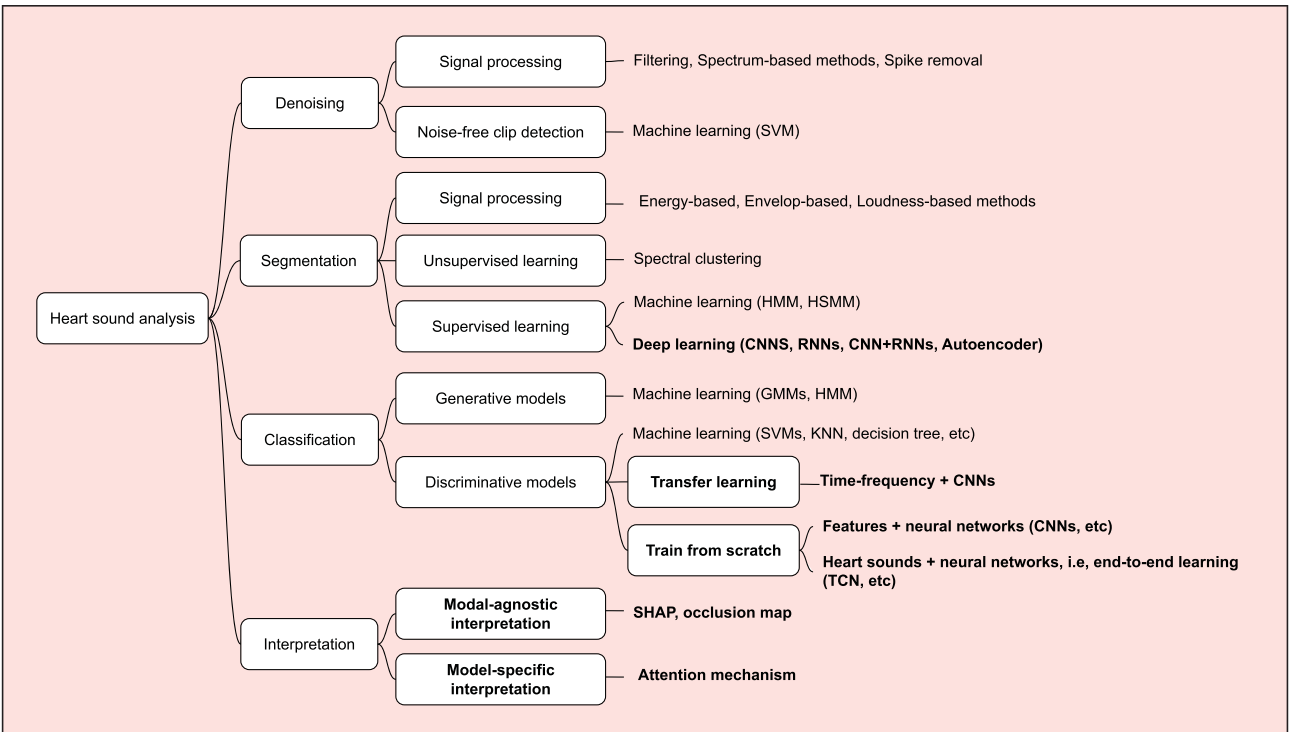 Heart sound analysis
Denoising
Signal processing
Filtering, Spectrum-based methods, Spike removal
Noise-free clip detection
Machine learning (SVM)
Segmentation
Signal processing
Energy-based, Envelop-based, Loudness-based methods
Unsupervised learning
Spectral clustering
Supervised learning
Machine learning (HMM, HSMM)
Deep learning (CNNS, RNNs, CNN+RNNs, Autoencoder)
Classification
Generative models
Machine learning (GMMs, HMM)
Discriminative models
Machine learning (SVMs, KNN, decision tree, etc)
Transfer learning
Time-frequency + CNNs
Train from scratch
Features + neural networks (CNNs, etc)
Heart sounds + neural networks, i.e, end-to-end learning
(TCN, etc)
Interpretation
Modal-agnostic
interpretation
SHAP, occlusion map
Model-specific
interpretation
Attention mechanism